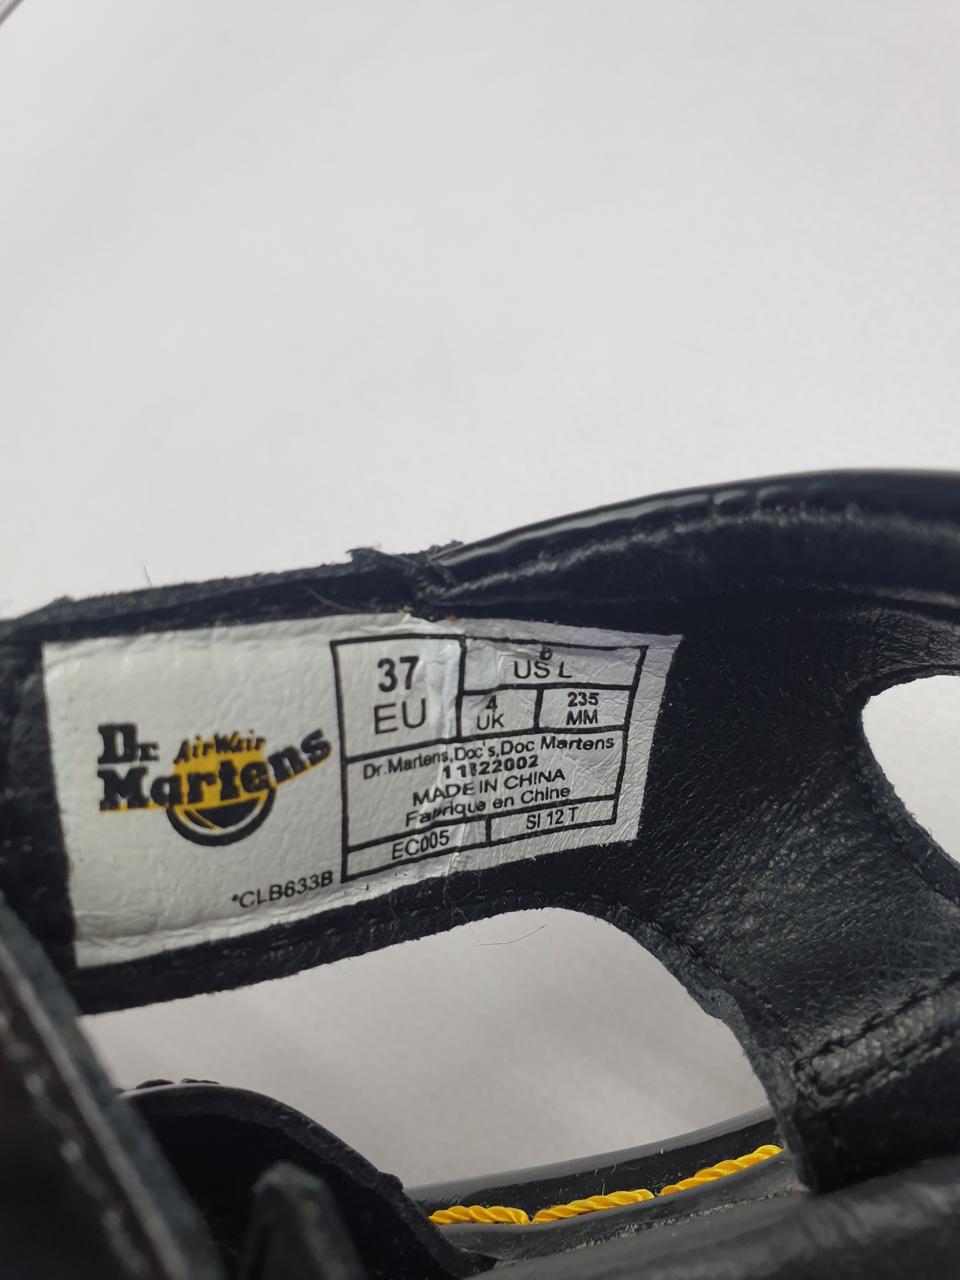 Dr.
AirWair
Martens
37
EU
US L
4
UK
235
MM
Dr.Martens,Doc's,Doc Martens
11822002
MADE IN CHINA
Fabrique en Chine
EC005
SI 12 T
*CLB633B